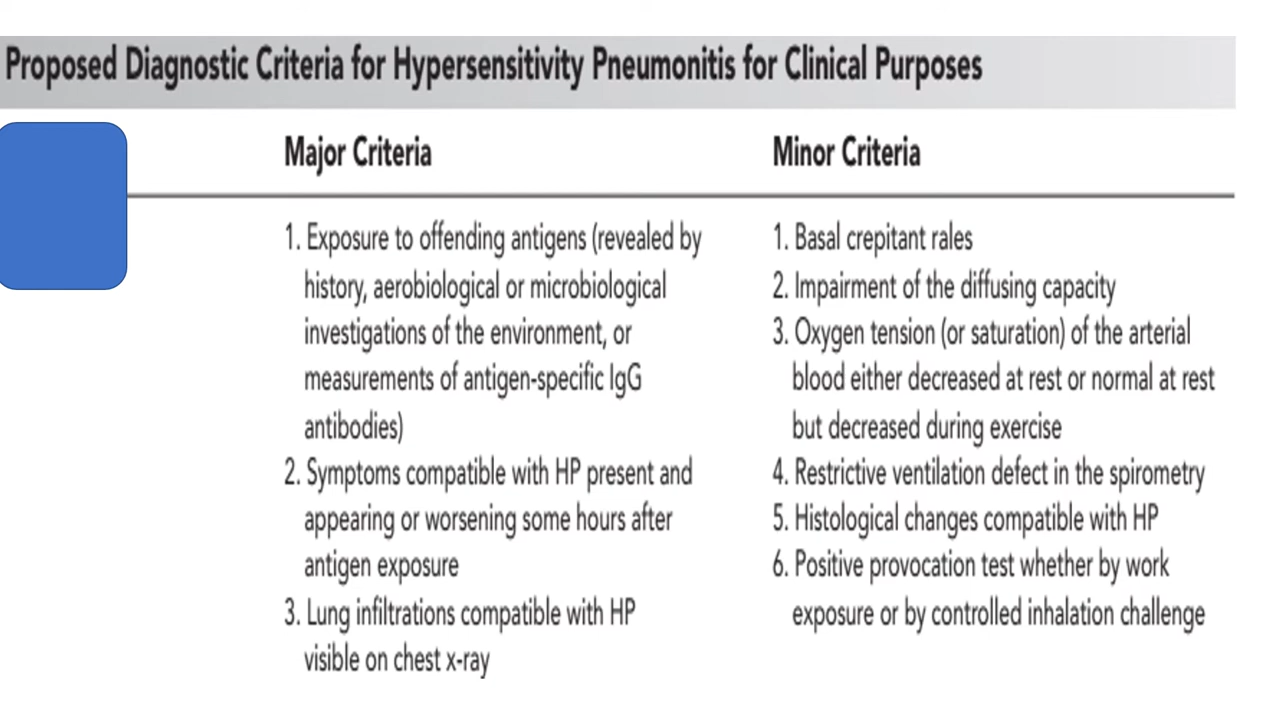 Proposed Diagnostic Criteria for Hypersensitivity Pneumonitis for Clinical Purposes
Major Criteria
1. Exposure to offending antigens (revealed by
history, aerobiological or microbiological
investigations of the environment, or
measurements of antigen-specific IgG
antibodies)
2. Symptoms compatible with HP present and
appearing or worsening some hours after
antigen exposure
3. Lung infiltrations compatible with HP
visible on chest x-ray
Minor Criteria
1. Basal crepitant rales
2. Impairment of the diffusing capacity
3. Oxygen tension (or saturation) of the arterial
blood either decreased at rest or normal at rest
but decreased during exercise
4. Restrictive ventilation defect in the spirometry
5. Histological changes compatible with HP
6. Positive provocation test whether by work
exposure or by controlled inhalation challenge